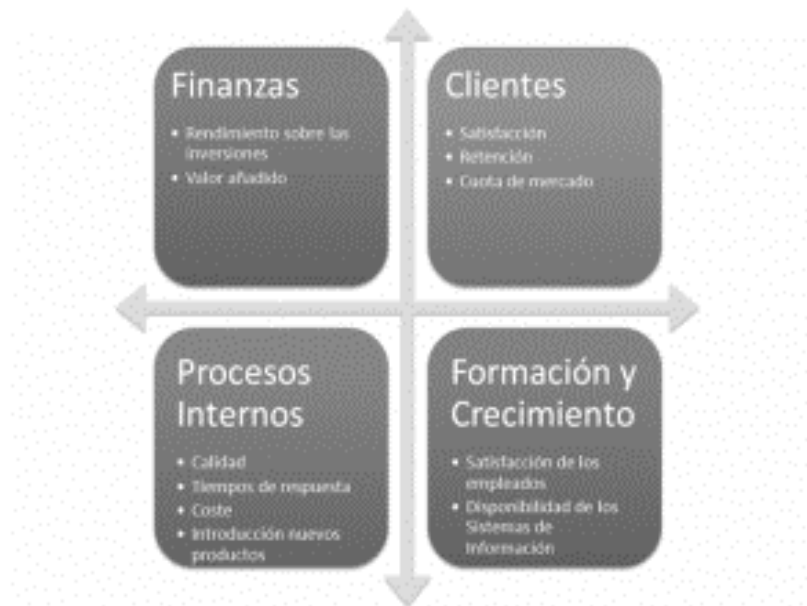 Finanzas
• Rendimiento sobre las
inversiones
• Valor añadido
Clientes
• Satisfacción
• Retención
• Cuota de mercado
Procesos
Internos
• Calidad
• Tiempos de respuesta
• Coste
• Introducción nuevos
productos
Formación y
Crecimiento
• Satisfacción de los
empleados
• Disponibilidad de los
Sistemas de
Información